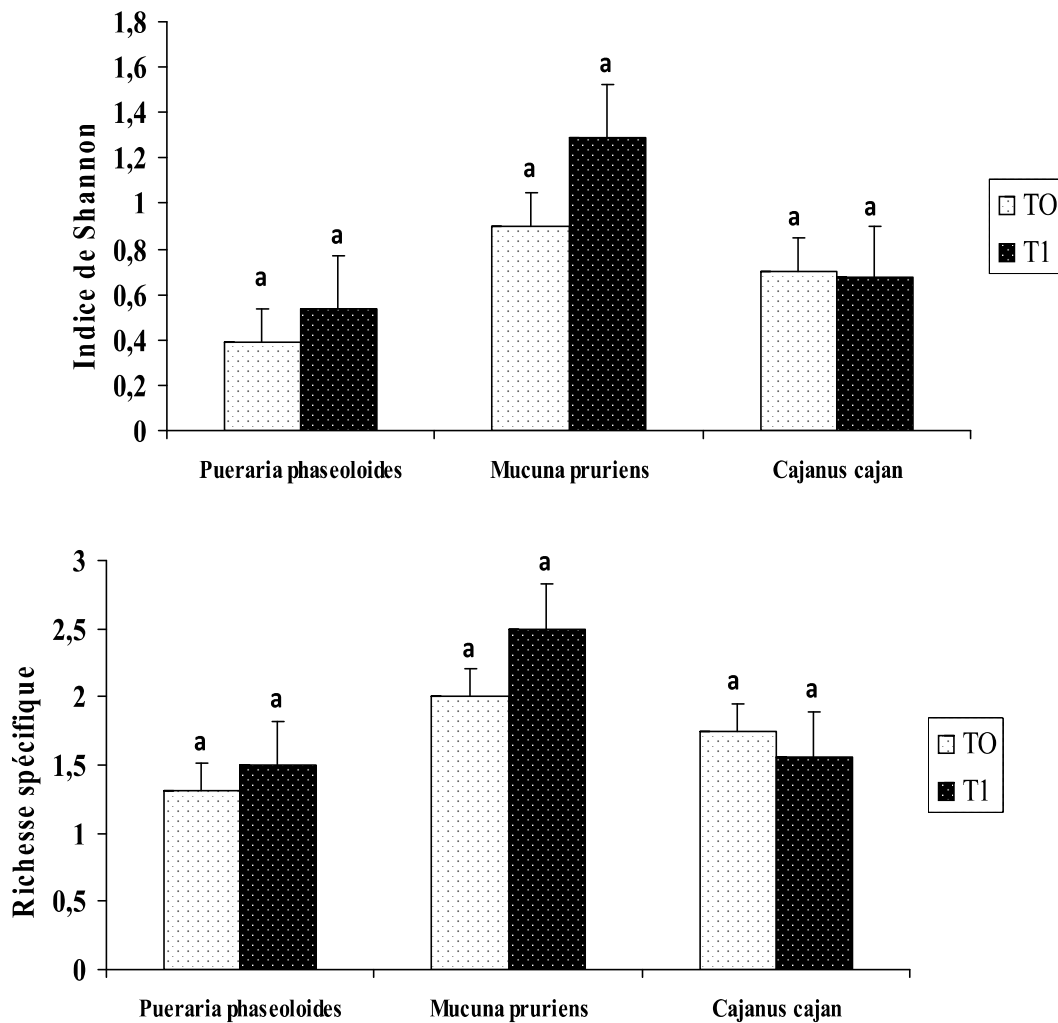 1,8
1,6
1,4
1,2
1
0,8
0,6
0,4
0,2
0
Indice de Shannon
a
a
a
a
a
a
TO
T1
Pueraria phaseoloides
Mucuna pruriens
Cajanus cajan
3
2,5
2
1,5
1
0,5
0
Richesse spécifique
a
a
a
a
a
a
TO
T1
Pueraria phaseoloides
Mucuna pruriens
Cajanus cajan